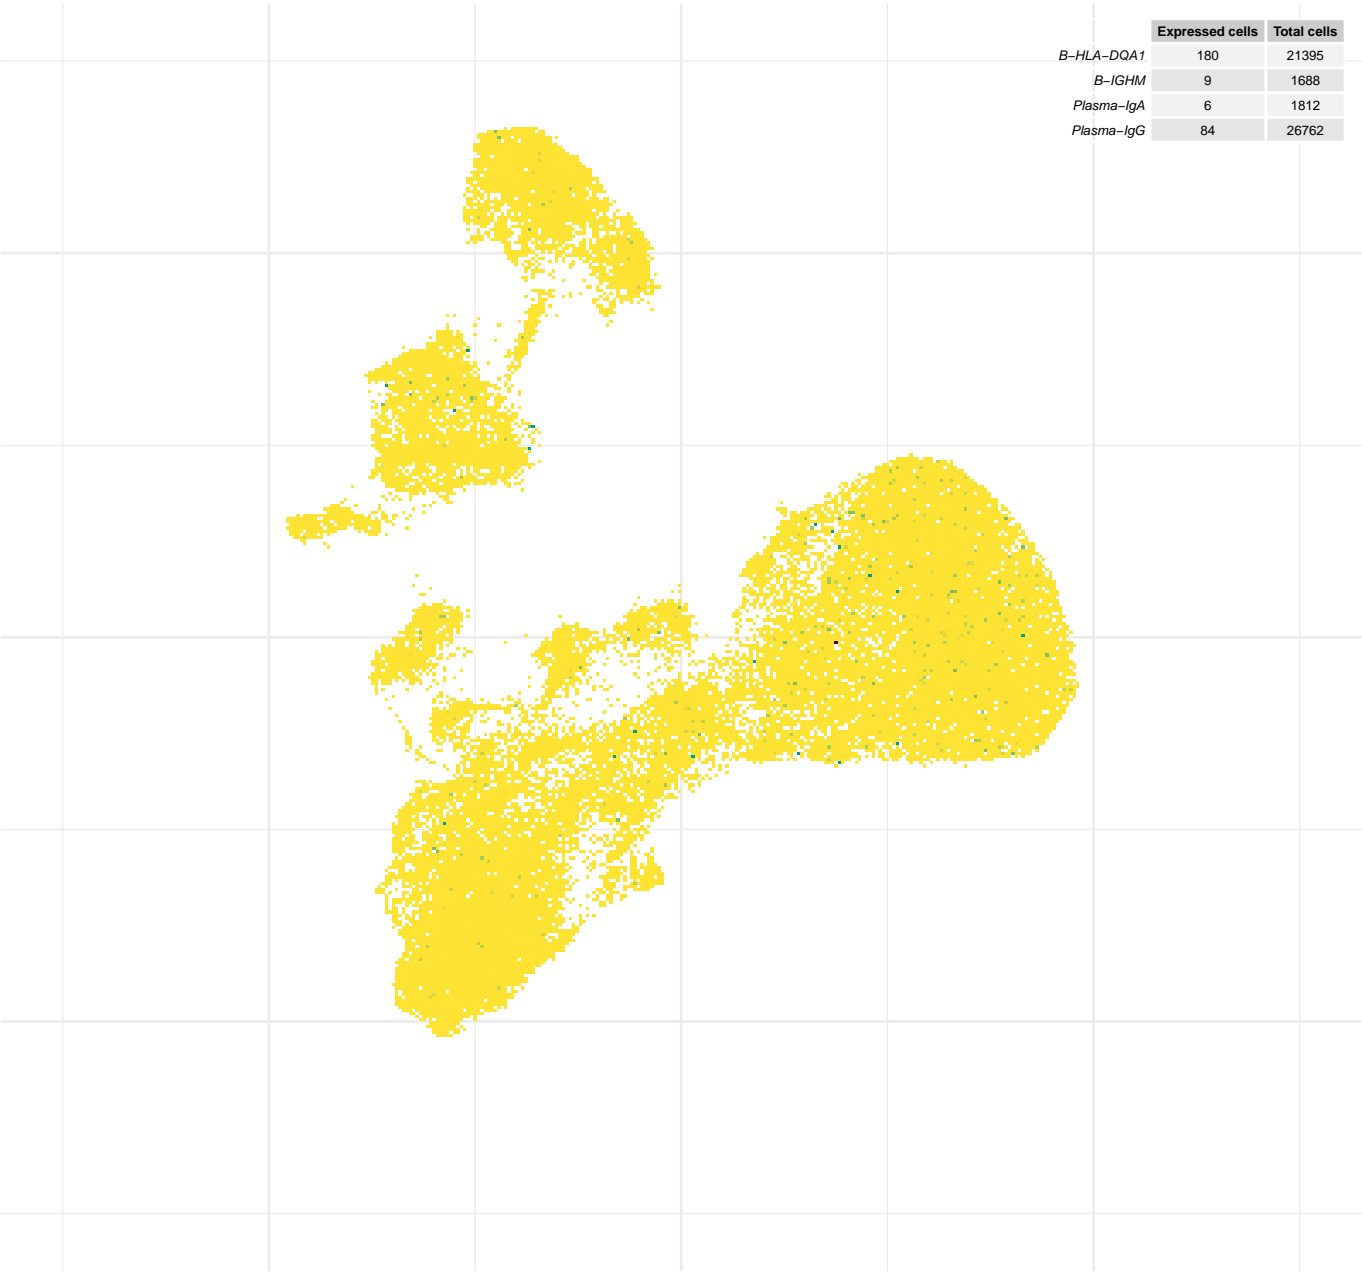 Expressed cells Total cells
B−HLA−DQA1 180 21395
B−IGHM 9 1688
Plasma−IgA 6 1812
Plasma−IgG 84 26762